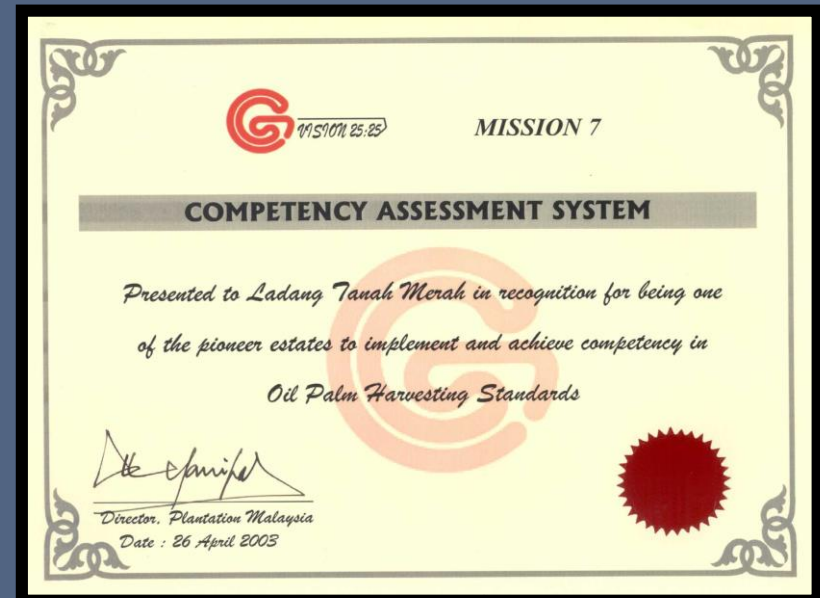 VISION 25:25
MISSION 7
COMPETENCY ASSESSMENT SYSTEM
Presented to Ladang Tanah Merah in recognition for being one
of the pioneer estates to implement and achieve competency in
Oil Palm Harvesting Standards
Director, Plantation Malaysia
Date : 26 April 2003